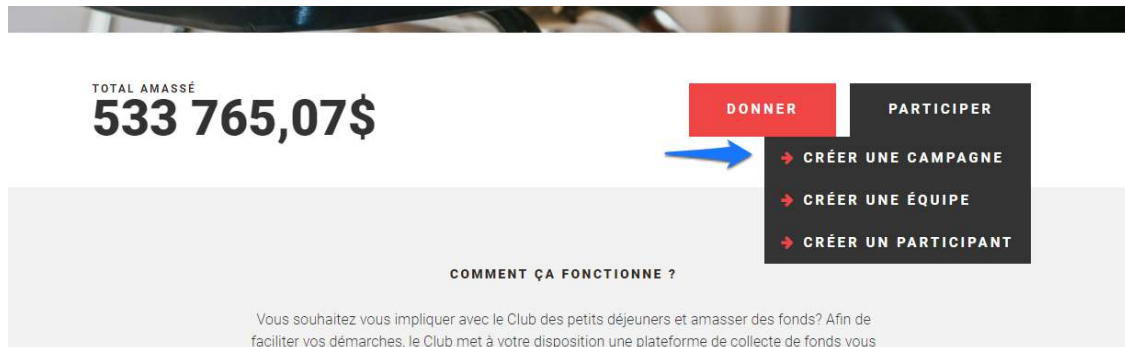 TOTAL AMASSÉ
533 765,07$
DONNER
PARTICIPER
CRÉER UNE CAMPAGNE
CRÉER UNE ÉQUIPE
CRÉER UN PARTICIPANT
COMMENT ÇA FONCTIONNE ?
Vous souhaitez vous impliquer avec le Club des petits déjeuners et amasser des fonds? Afin de
faciliter vos démarches, le Club met à votre disposition une plateforme de collecte de fonds vous